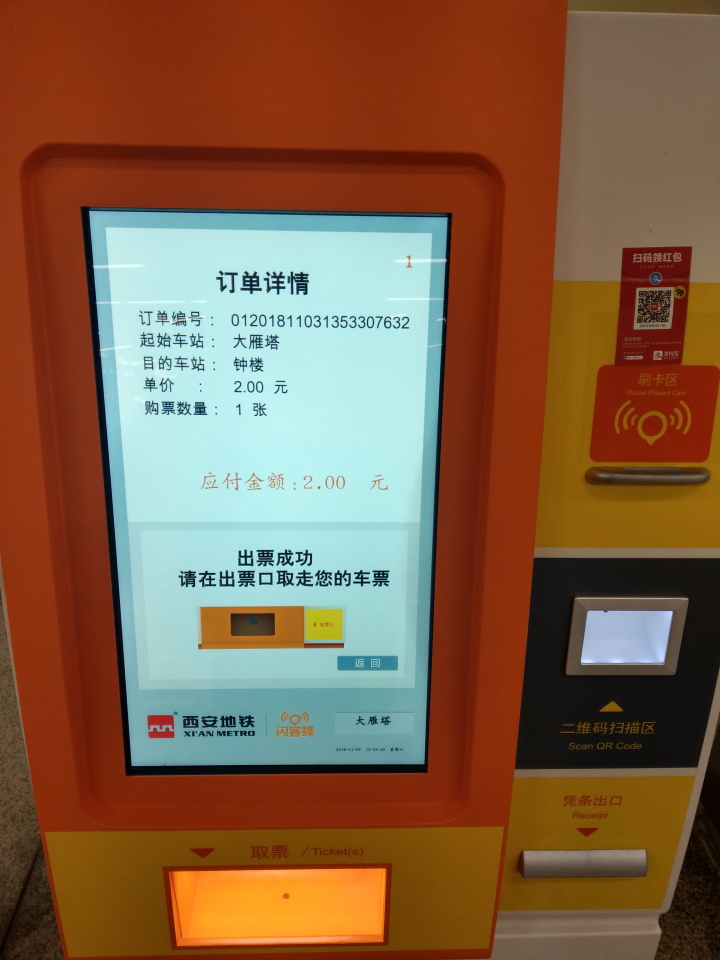 1
订单详情
订单编号： 01201811031353307632
起始车站： 大雁塔
目的车站： 钟楼
单价 ： 2.00 元
购票数量： 1 张
应付金额:2.00 元
出票成功
请在出票口取走您的车票
返 回
西安地铁
XI'AN METRO
闪客蜂
大雁塔
取票 / Ticket(s)
扫码领红包
支付宝
刷卡区
Please Present Card
二维码扫描区
Scan QR Code
凭条出口
Receipt